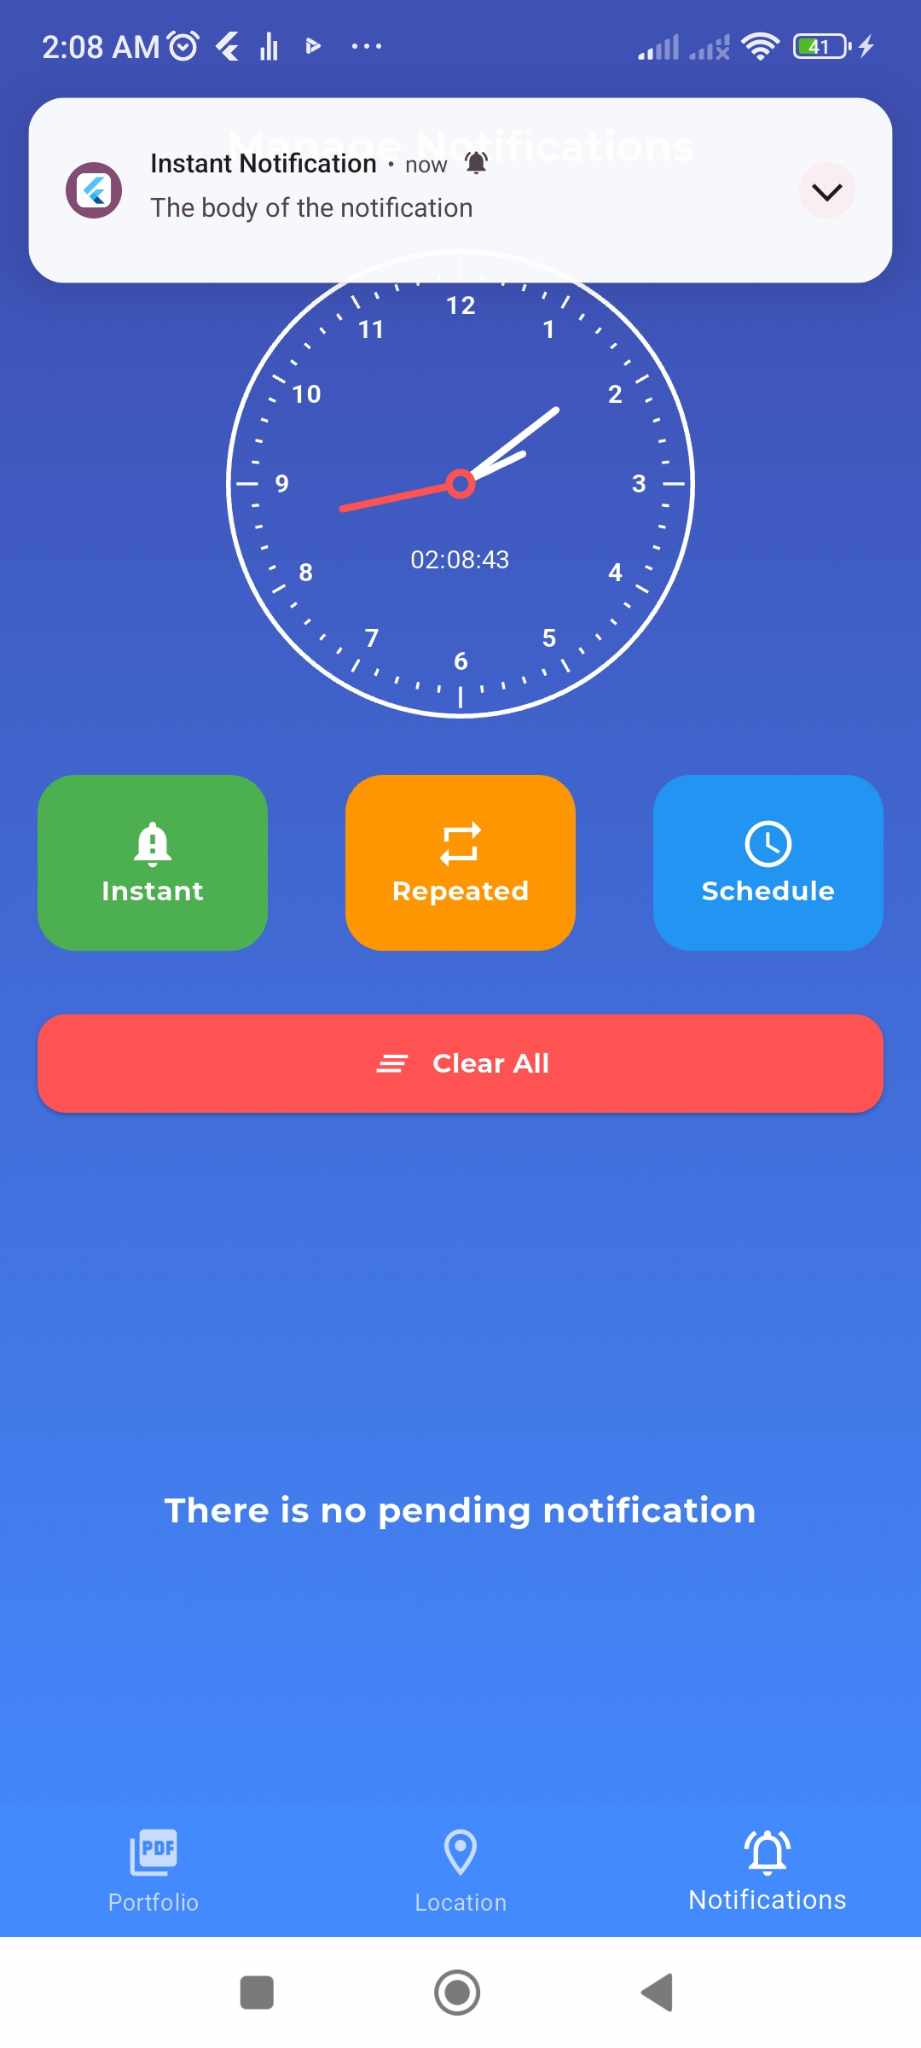 2:08 AM
41
Manage Notifications
Instant Notification • now
The body of the notification
12
11
1
10
2
9
3
02:08:43
8
4
7
5
6
Instant
Repeated
Schedule
Clear All
There is no pending notification
PDF
Portfolio
Location
Notifications